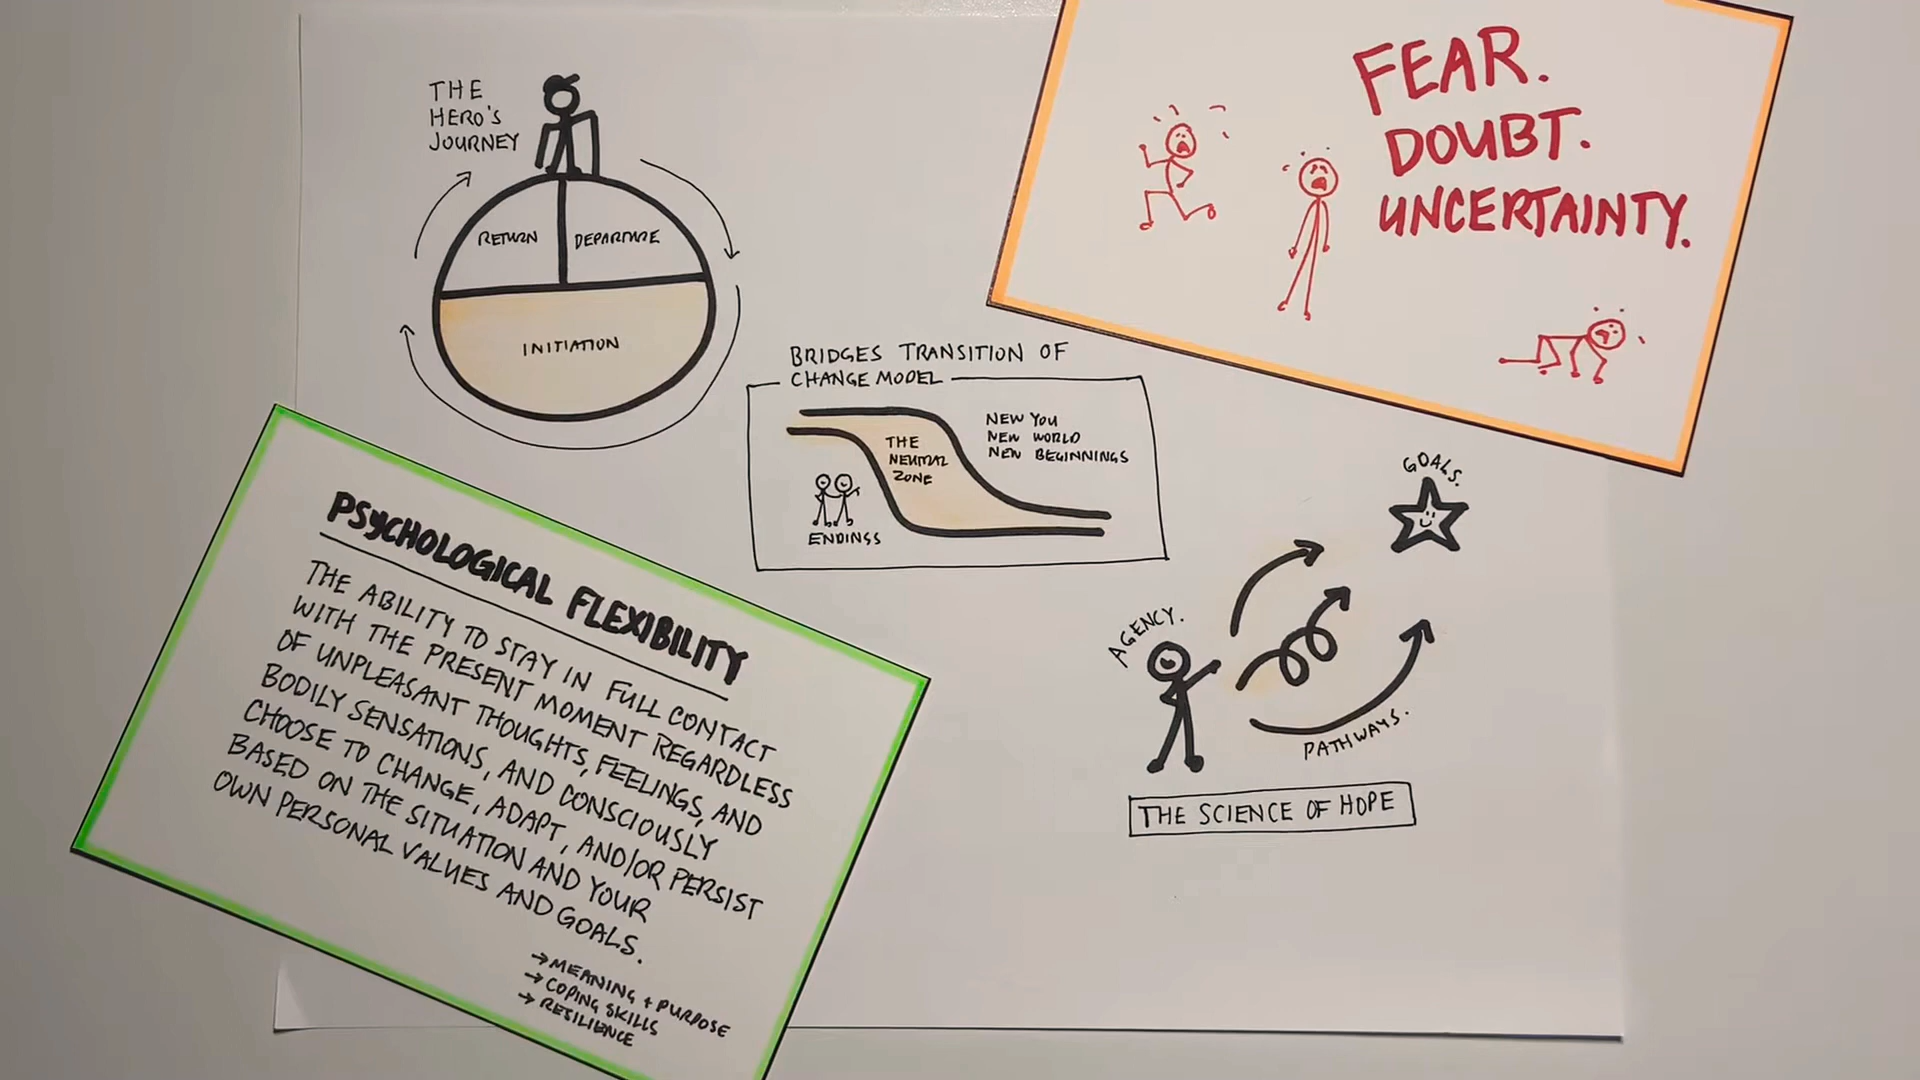 THE
HERO'S
JOURNEY
RETURN
DEPARTURE
INITIATION
FEAR.
DOUBT.
UNCERTAINTY.
BRIDGES TRANSITION OF
CHANGE MODEL
THE
NEUTRAL
ZONE
NEW YOU
NEW WORLD
NEW BEGINNINGS
ENDINGS
PSYCHOLOGICAL FLEXIBILITY
THE ABILITY TO STAY IN FULL CONTACT
WITH THE PRESENT MOMENT REGARDLESS
OF UNPLEASANT THOUGHTS, FEELINGS, AND
BODILY SENSATIONS, AND CONSCIOUSLY
CHOOSE TO CHANGE, ADAPT, AND/OR PERSIST
BASED ON THE SITUATION AND YOUR
OWN PERSONAL VALUES AND GOALS.
→ MEANING + PURPOSE
→ COPING SKILLS
→ RESILIENCE
GOALS.
AGENCY.
PATHWAYS.
THE SCIENCE OF HOPE